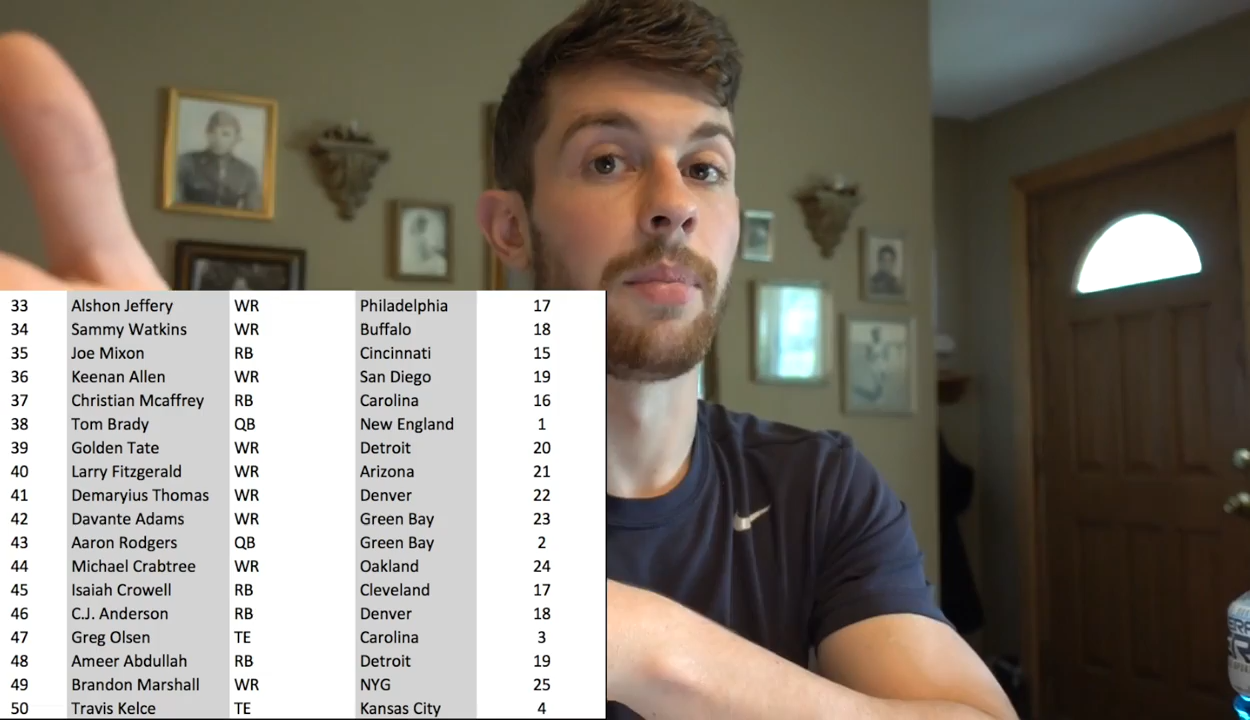 33 Alshon Jeffery WR Philadelphia 17
34 Sammy Watkins WR Buffalo 18
35 Joe Mixon RB Cincinnati 15
36 Keenan Allen WR San Diego 19
37 Christian Mcaffrey RB Carolina 16
38 Tom Brady QB New England 1
39 Golden Tate WR Detroit 20
40 Larry Fitzgerald WR Arizona 21
41 Demaryius Thomas WR Denver 22
42 Davante Adams WR Green Bay 23
43 Aaron Rodgers QB Green Bay 2
44 Michael Crabtree WR Oakland 24
45 Isaiah Crowell RB Cleveland 17
46 C.J. Anderson RB Denver 18
47 Greg Olsen TE Carolina 3
48 Ameer Abdullah RB Detroit 19
49 Brandon Marshall WR NYG 25
50 Travis Kelce TE Kansas City 4